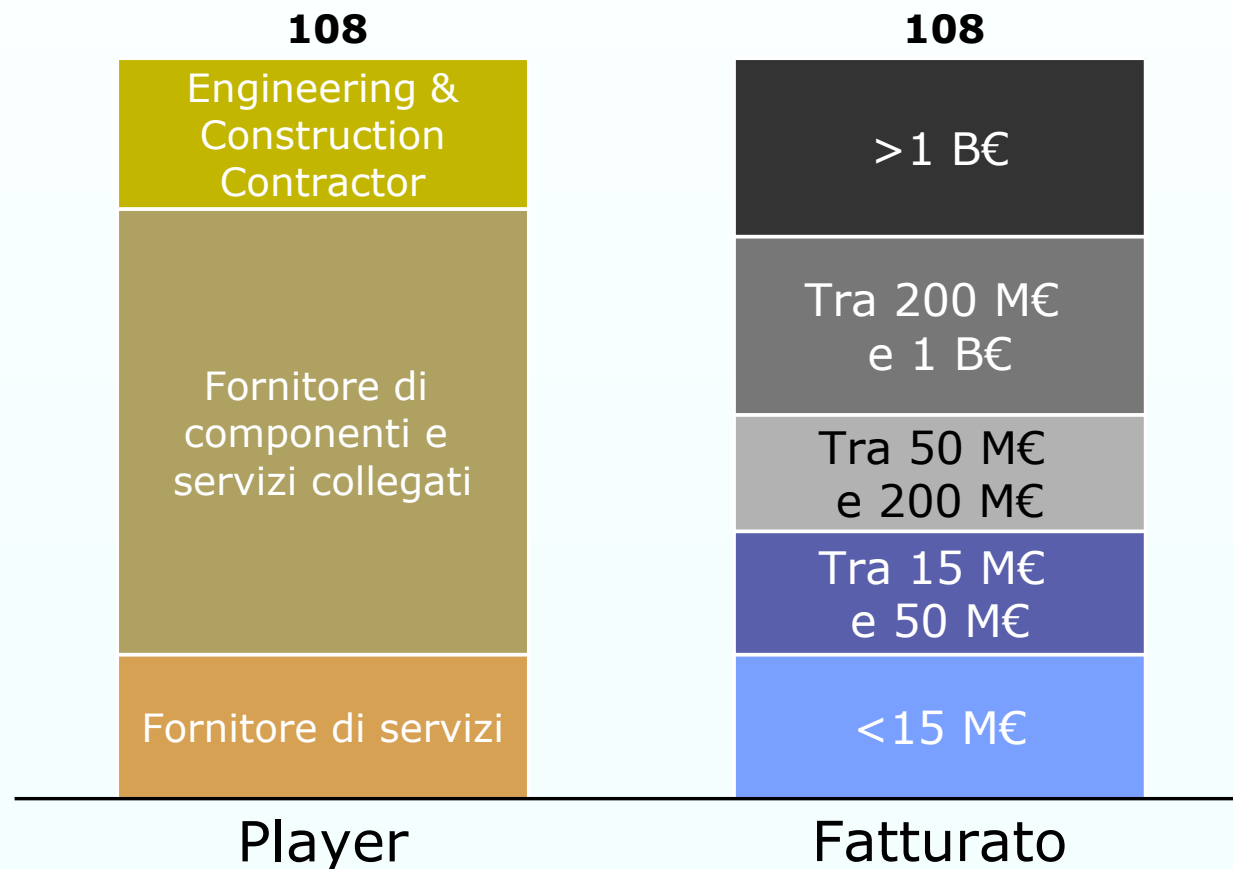 108
Engineering &
Construction
Contractor
Fornitore di
componenti e
servizi collegati
Fornitore di servizi
Player
108
>1 B€
Tra 200 M€
e 1 B€
Tra 50 M€
e 200 M€
Tra 15 M€
e 50 M€
<15 M€
Fatturato